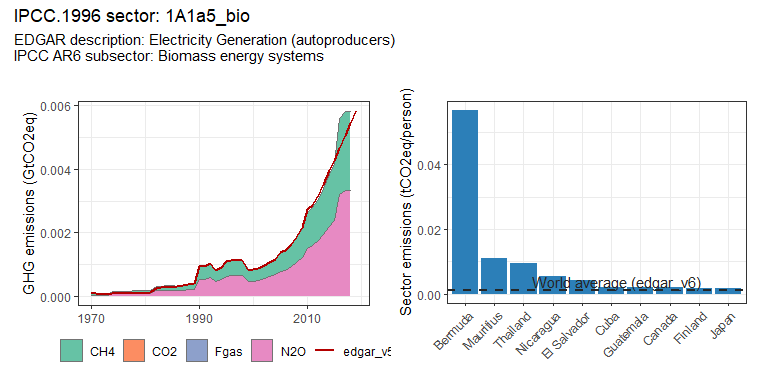 IPCC.1996 sector: 1A1a5_bio
EDGAR description: Electricity Generation (autoproducers)
IPCC AR6 subsector: Biomass energy systems
GHG emissions (GtCO2eq)
0.006
0.004
0.002
0.000
1970
1990
2010
CH4
CO2
Fgas
N2O
edgar_v6
Sector emissions (tCO2eq/person)
0.04
0.02
0.00
World average (edgar_v6)
Bermuda
Mauritius
Thailand
Nicaragua
El Salvador
Cuba
Guatemala
Canada
Finland
Japan